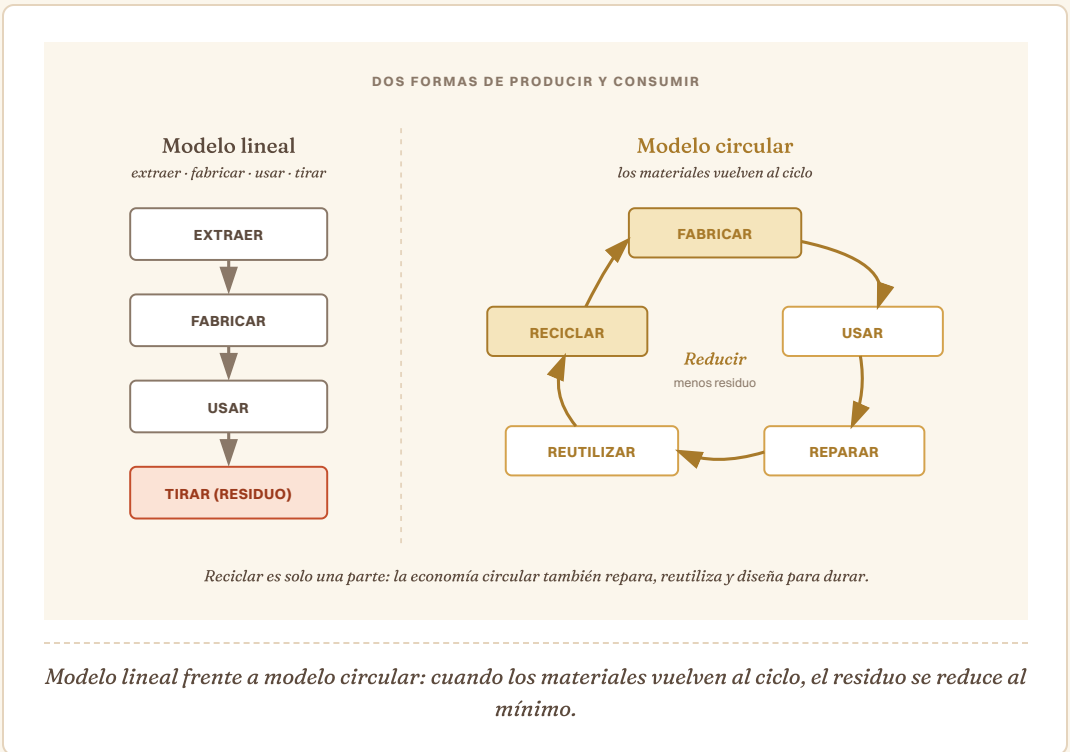 DOS FORMAS DE PRODUCIR Y CONSUMIR
Modelo lineal
extraer · fabricar · usar · tirar
EXTRAER
FABRICAR
USAR
TIRAR (RESIDUO)
Modelo circular
los materiales vuelven al ciclo
FABRICAR
USAR
REPARAR
REUTILIZAR
RECICLAR
Reducir
menos residuo
Reciclar es solo una parte: la economía circular también repara, reutiliza y diseña para durar.
Modelo lineal frente a modelo circular: cuando los materiales vuelven al ciclo, el residuo se reduce al
mínimo.